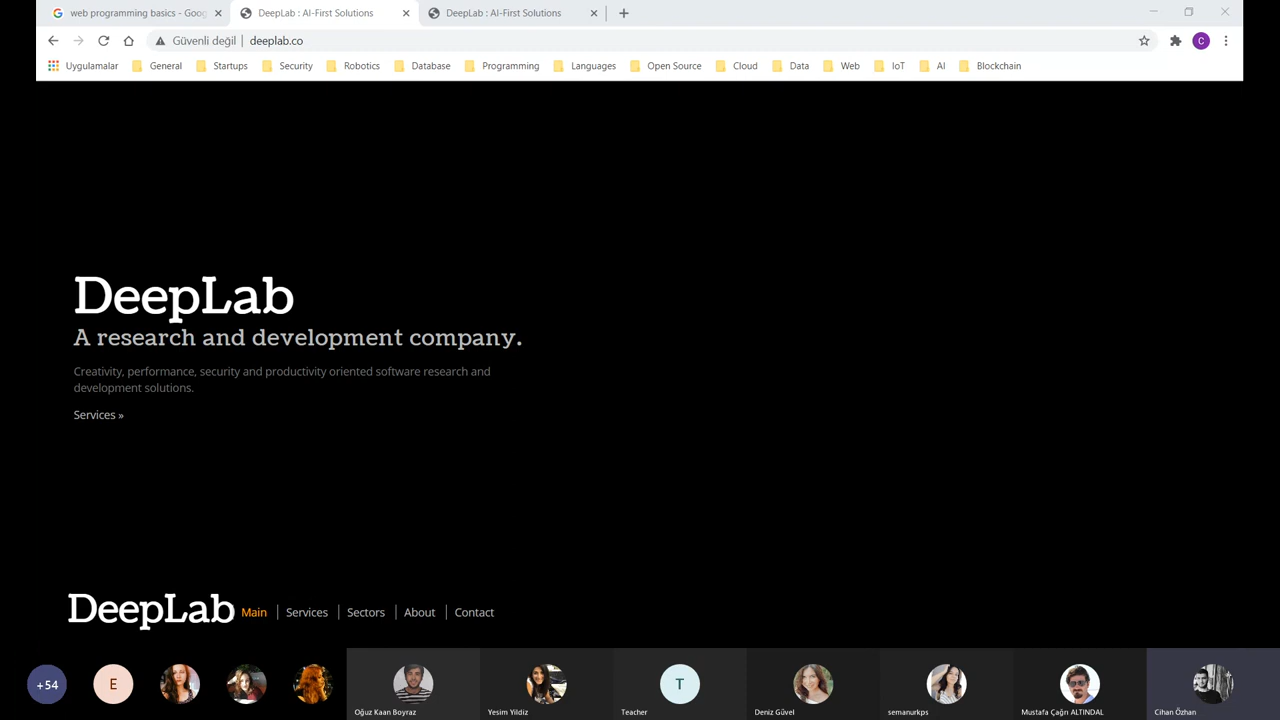 web programming basics - Goog
DeepLab : AI-First Solutions
DeepLab : AI-First Solutions
Güvenli değil
deeplab.co
C
Uygulamalar
General
Startups
Security
Robotics
Database
Programming
Languages
Open Source
Cloud
Data
Web
IoT
AI
Blockchain
DeepLab
A research and development company.
Creativity, performance, security and productivity oriented software research and
development solutions.
Services »
DeepLab
Main
Services
Sectors
About
Contact
+54
E
T
Oğuz Kaan Boyraz
Yesim Yildiz
Teacher
Deniz Güvel
semanurkps
Mustafa Çağrı ALTINDAL
Cihan Özhan